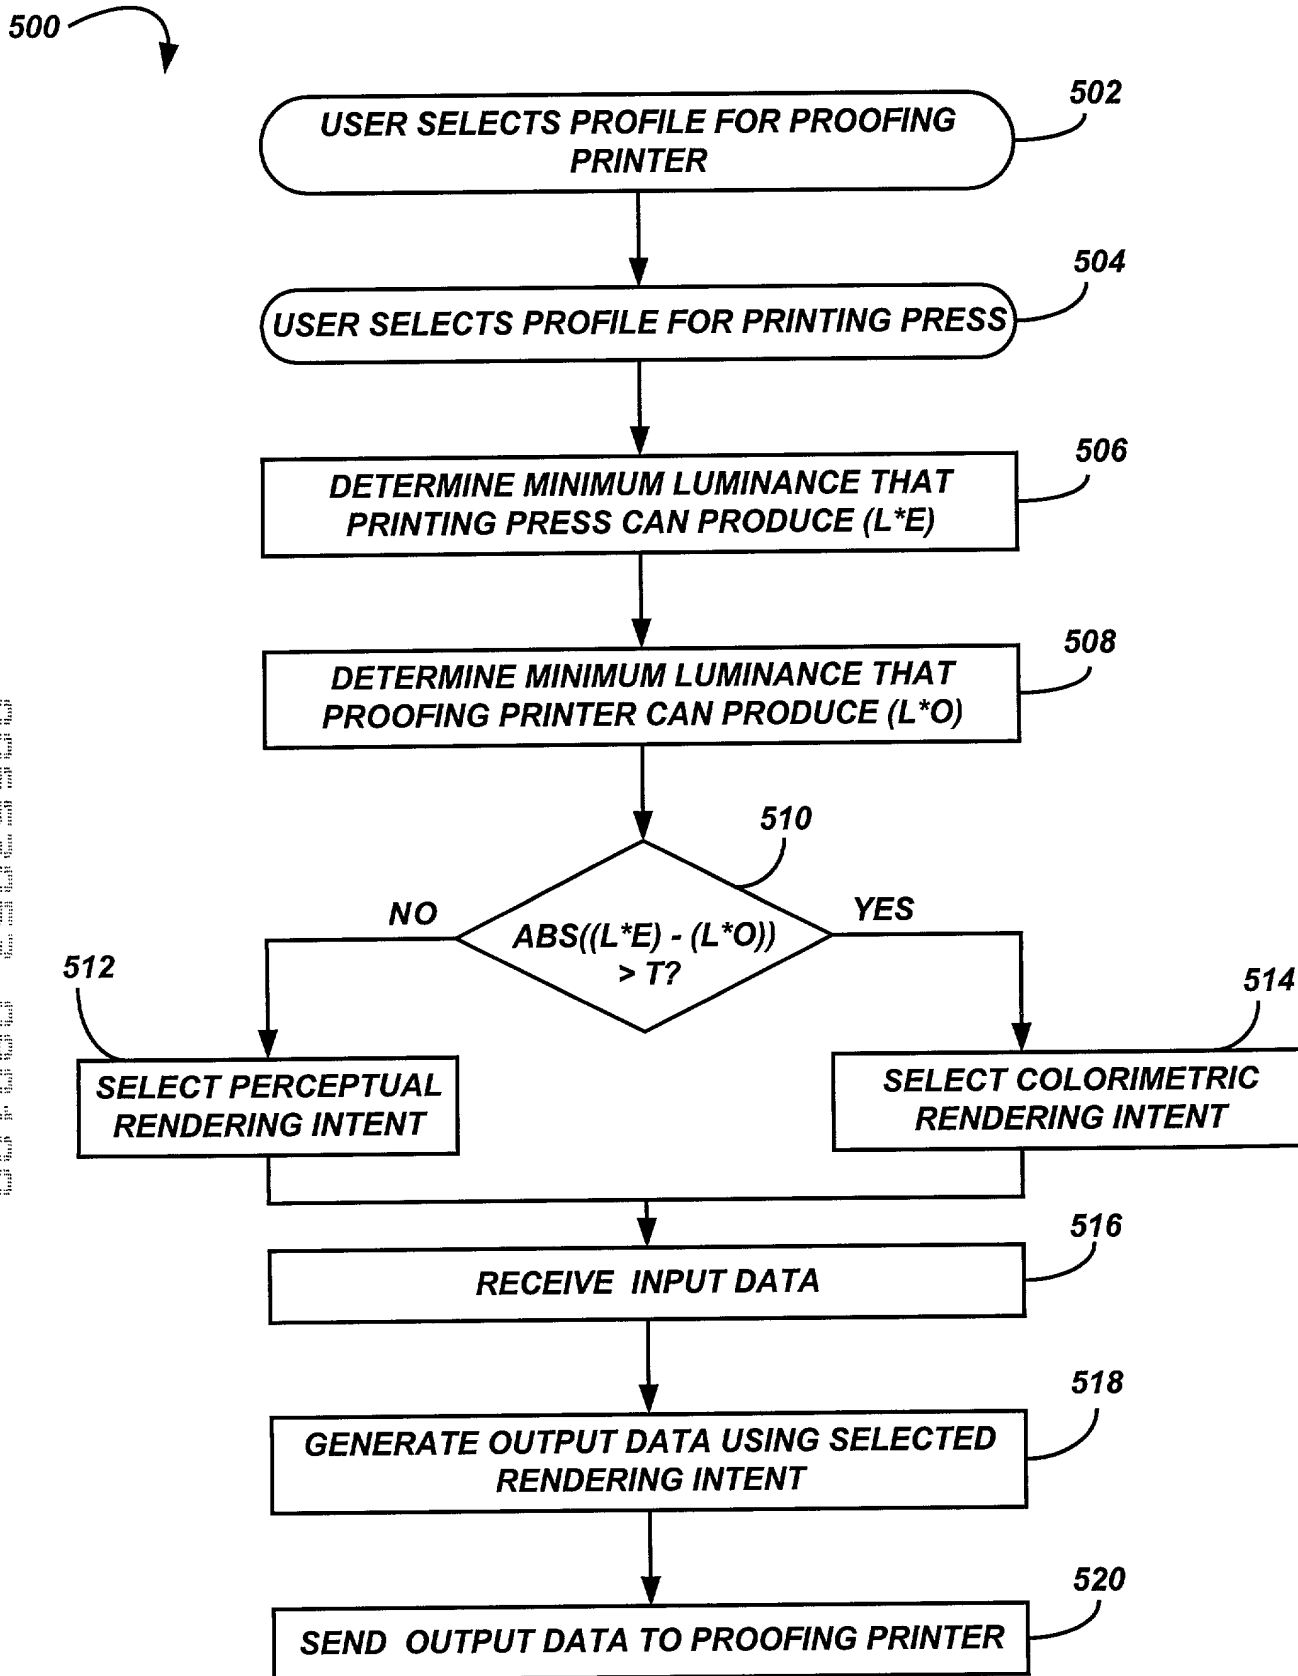 500
502
USER SELECTS PROFILE FOR PROOFING
PRINTER
504
USER SELECTS PROFILE FOR PRINTING PRESS
506
DETERMINE MINIMUM LUMINANCE THAT
PRINTING PRESS CAN PRODUCE (L*E)
508
DETERMINE MINIMUM LUMINANCE THAT
PROOFING PRINTER CAN PRODUCE (L*O)
510
NO
YES
ABS((L*E) - (L*O))
> T?
512
514
SELECT PERCEPTUAL
RENDERING INTENT
SELECT COLORIMETRIC
RENDERING INTENT
516
RECEIVE INPUT DATA
518
GENERATE OUTPUT DATA USING SELECTED
RENDERING INTENT
520
SEND OUTPUT DATA TO PROOFING PRINTER